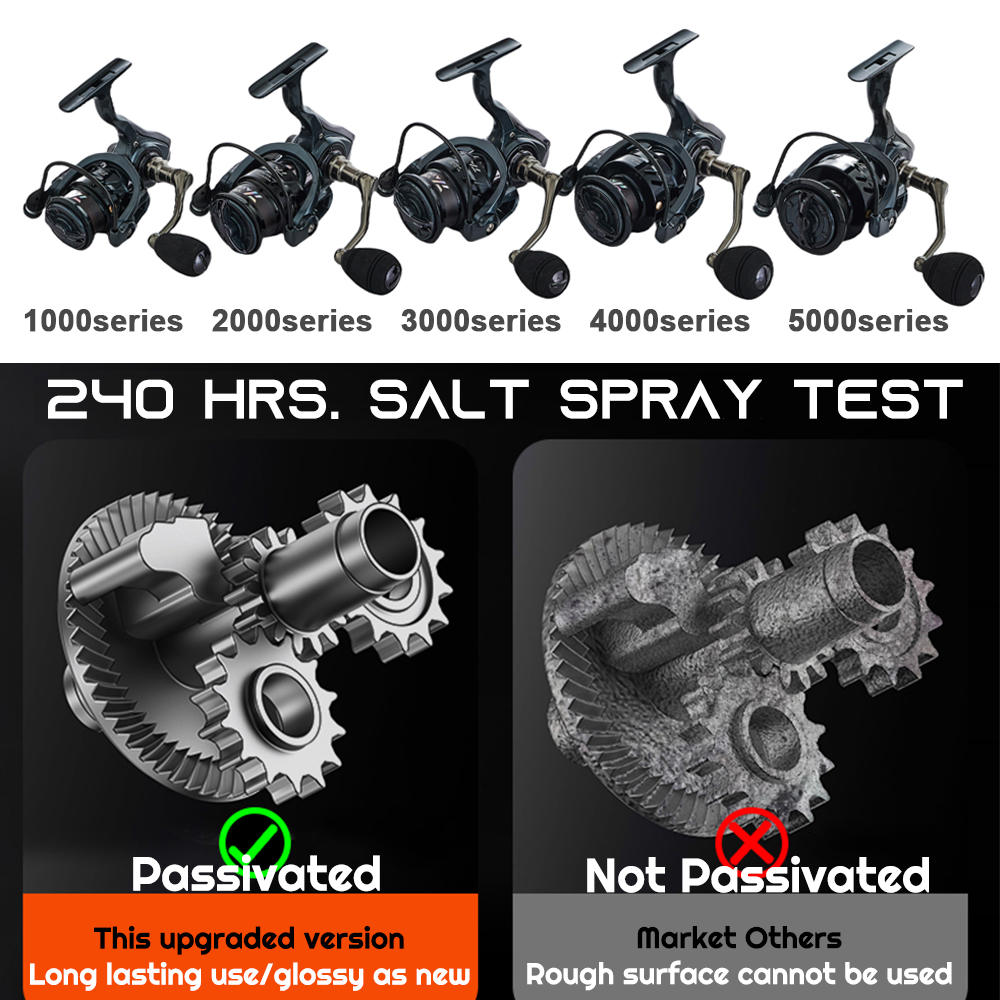 1000series 2000series 3000series 4000series 5000series
240 HRS. SALT SPRAY TEST
Passivated
This upgraded version
Long lasting use/glossy as new
Not Passivated
Market Others
Rough surface cannot be used